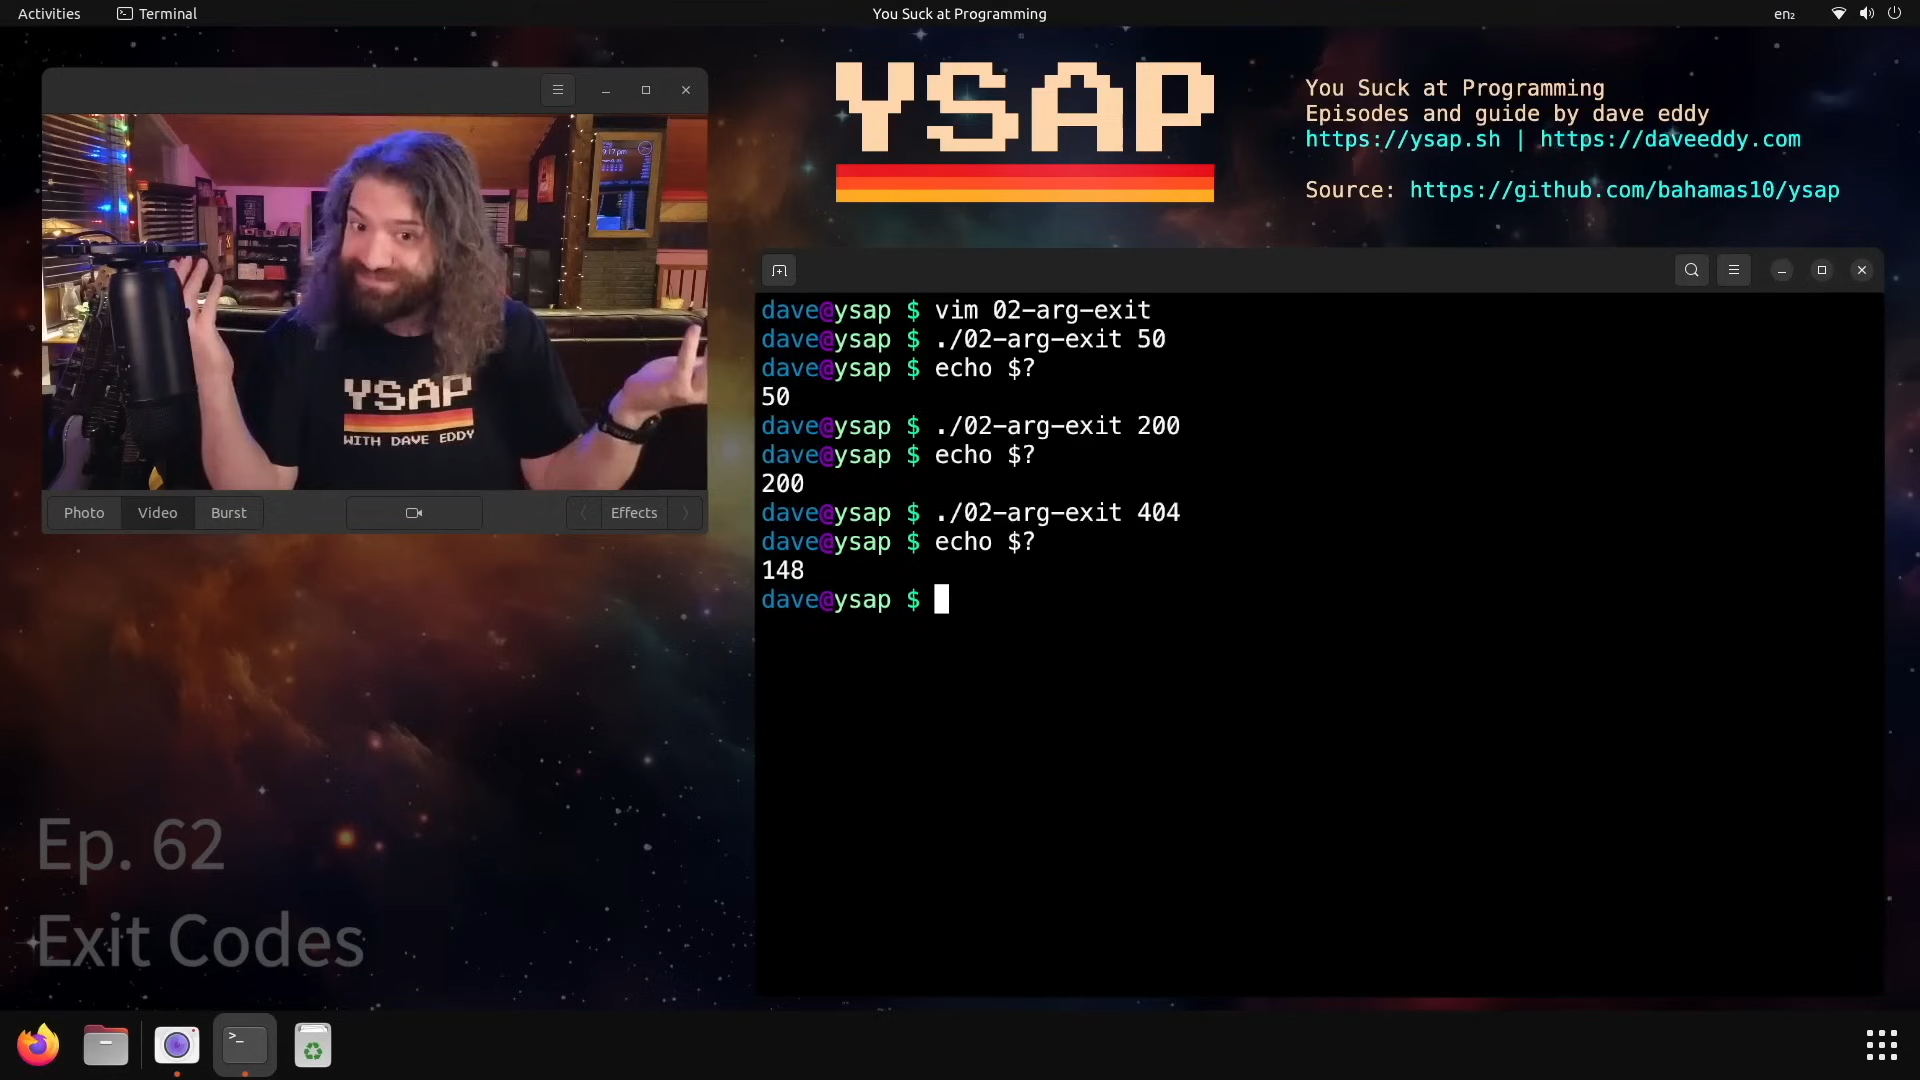 Activities
Terminal
You Suck at Programming
en₂
YSAP
You Suck at Programming
Episodes and guide by dave eddy
https://ysap.sh | https://daveeddy.com
Source: https://github.com/bahamas10/ysap
9:17 pm
YSAP
WITH DAVE EDDY
Photo
Video
Burst
Effects
dave@ysap $ vim 02-arg-exit
dave@ysap $ ./02-arg-exit 50
dave@ysap $ echo $?
50
dave@ysap $ ./02-arg-exit 200
dave@ysap $ echo $?
200
dave@ysap $ ./02-arg-exit 404
dave@ysap $ echo $?
148
dave@ysap $
Ep. 62
Exit Codes